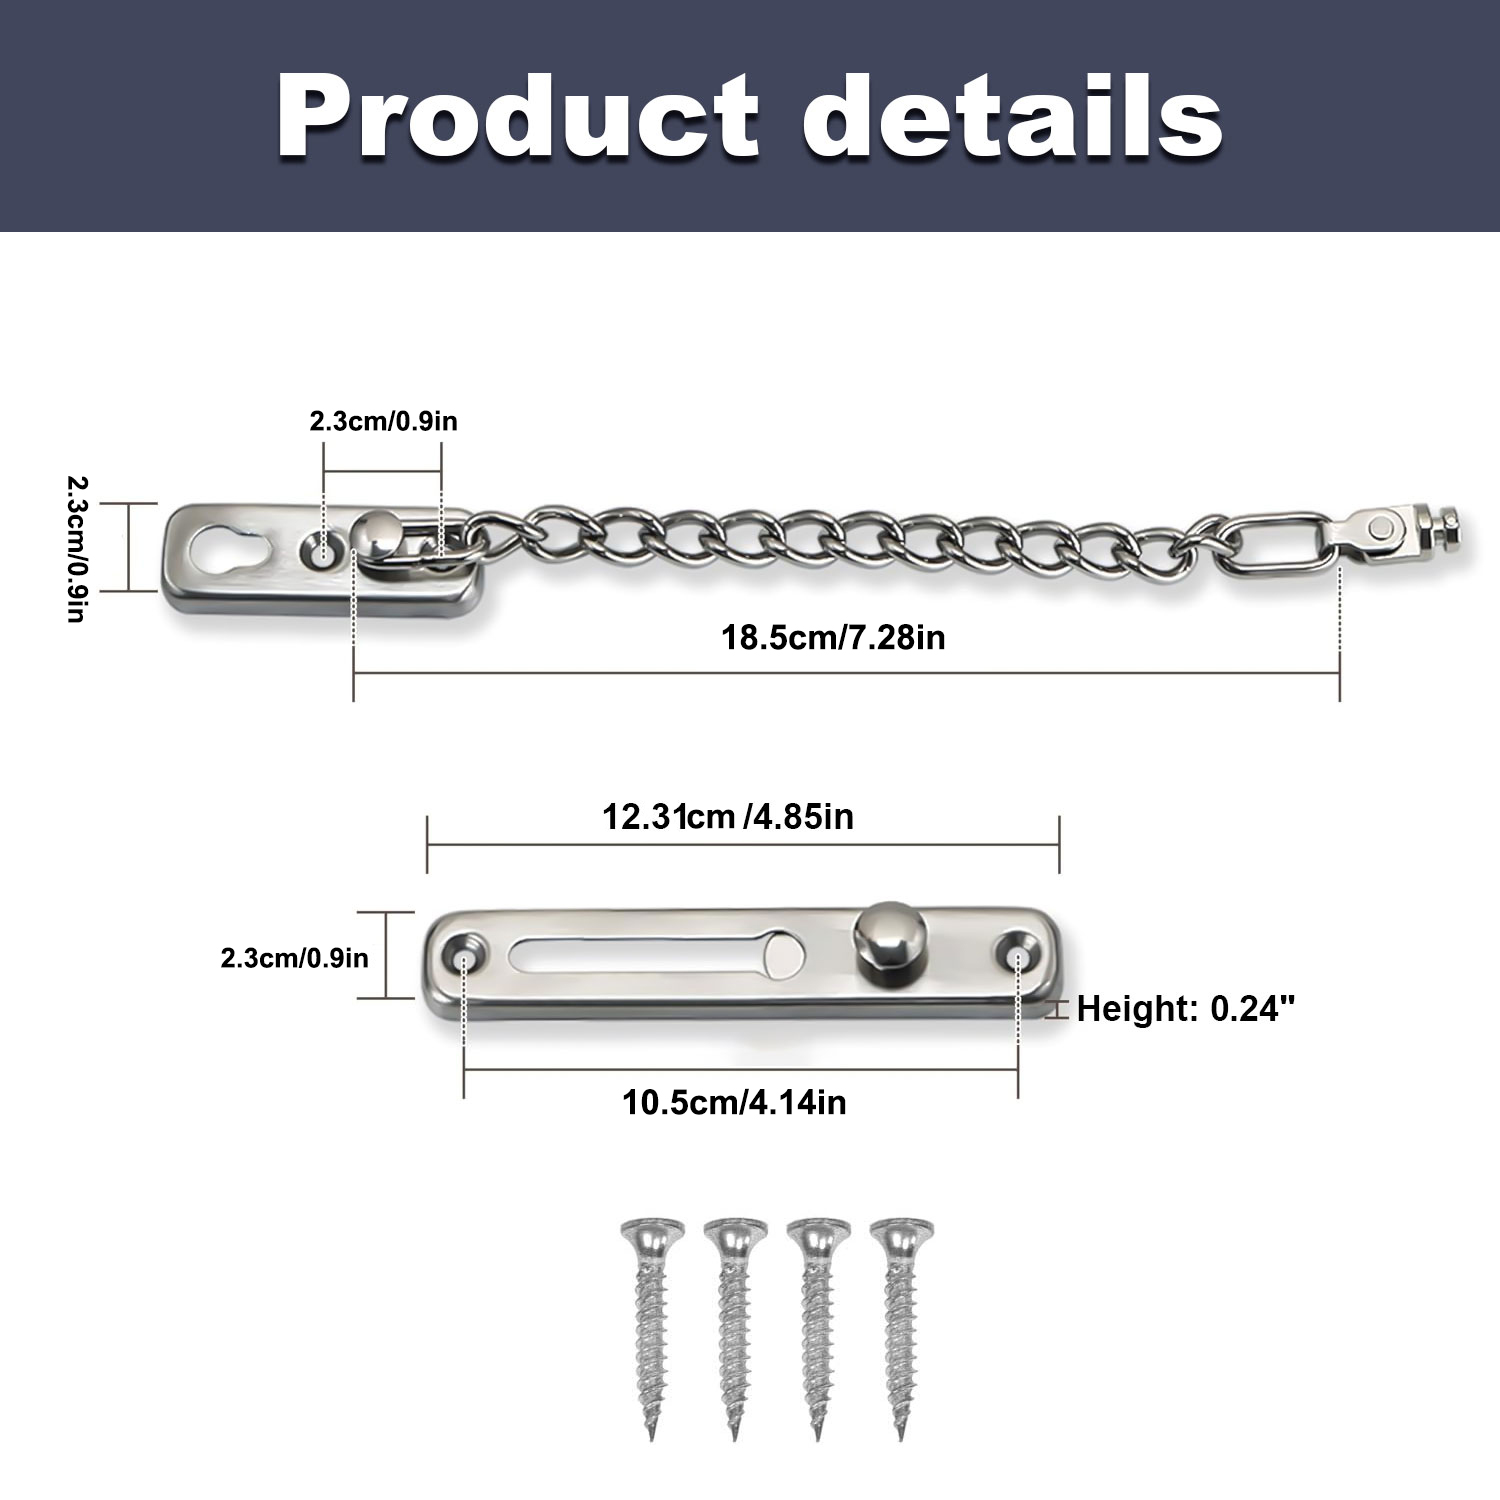 Product details
2.3cm/0.9in
2.3cm/0.9in
18.5cm/7.28in
12.31cm /4.85in
2.3cm/0.9in
Height: 0.24"
10.5cm/4.14in